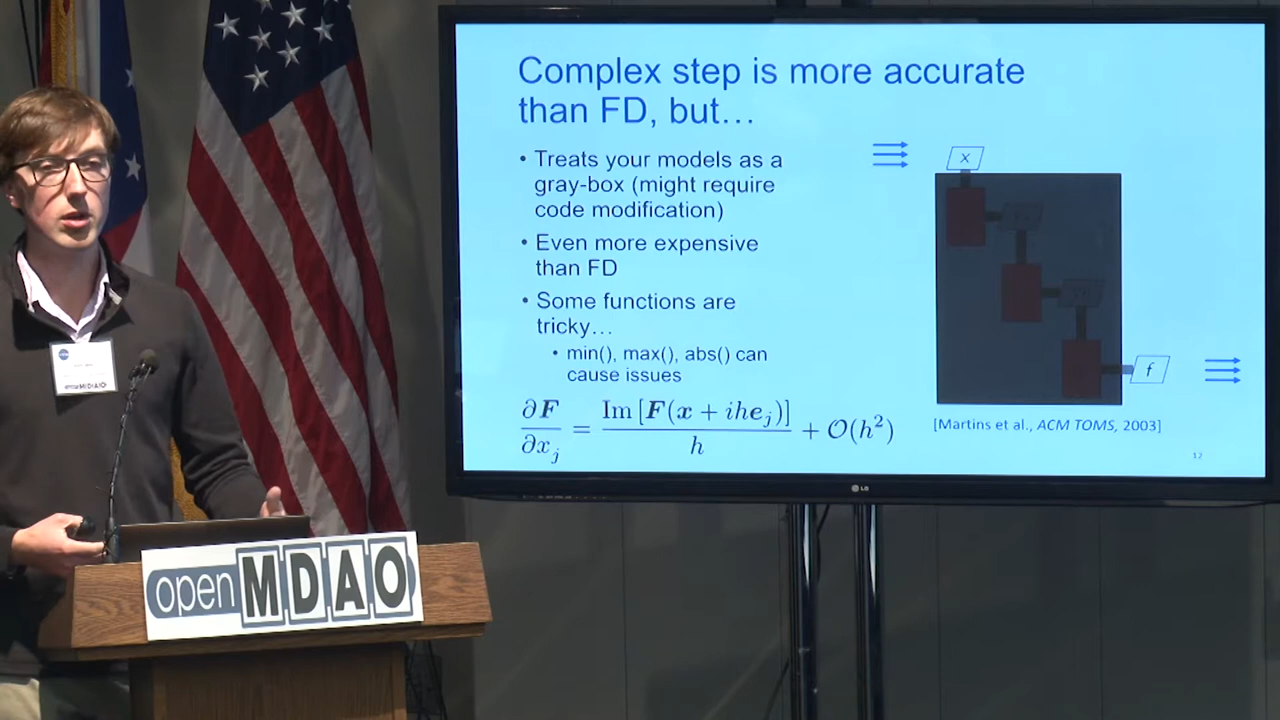 Complex step is more accurate
than FD, but…
• Treats your models as a
gray-box (might require
code modification)
• Even more expensive
than FD
• Some functions are
tricky…
• min(), max(), abs() can
cause issues
∂F/∂x_j = Im [F(x + ihe_j)]/h + O(h²)
x
f
[Martins et al., ACM TOMS, 2003]
12
LG
openMDAO
open MDAO